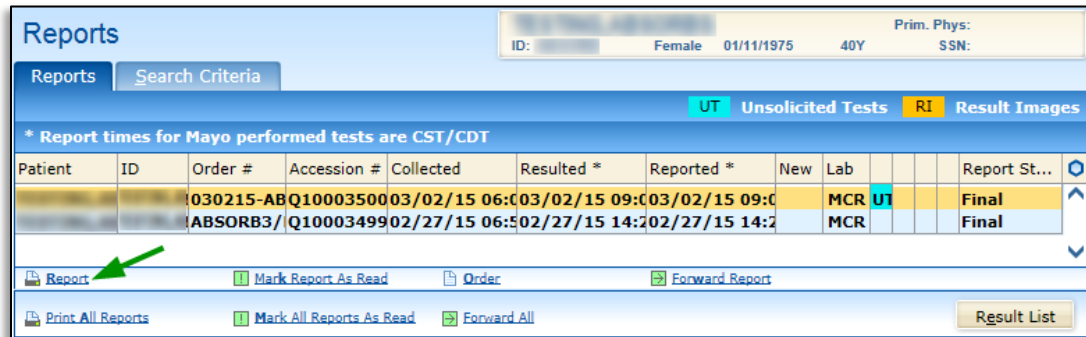 Reports
Prim. Phys:
ID: Female 01/11/1975 40Y SSN:
Reports Search Criteria
UT Unsolicited Tests RI Result Images
* Report times for Mayo performed tests are CST/CDT
Patient ID Order # Accession # Collected Resulted * Reported * New Lab Report St...
030215-AB Q10003500 03/02/15 06:0 03/02/15 09:0 03/02/15 09:0 MCR UT Final
ABSORB3/ Q10003499 02/27/15 06:5 02/27/15 14:2 02/27/15 14:2 MCR Final
Report Mark Report As Read Order Forward Report
Print All Reports Mark All Reports As Read Forward All Result List